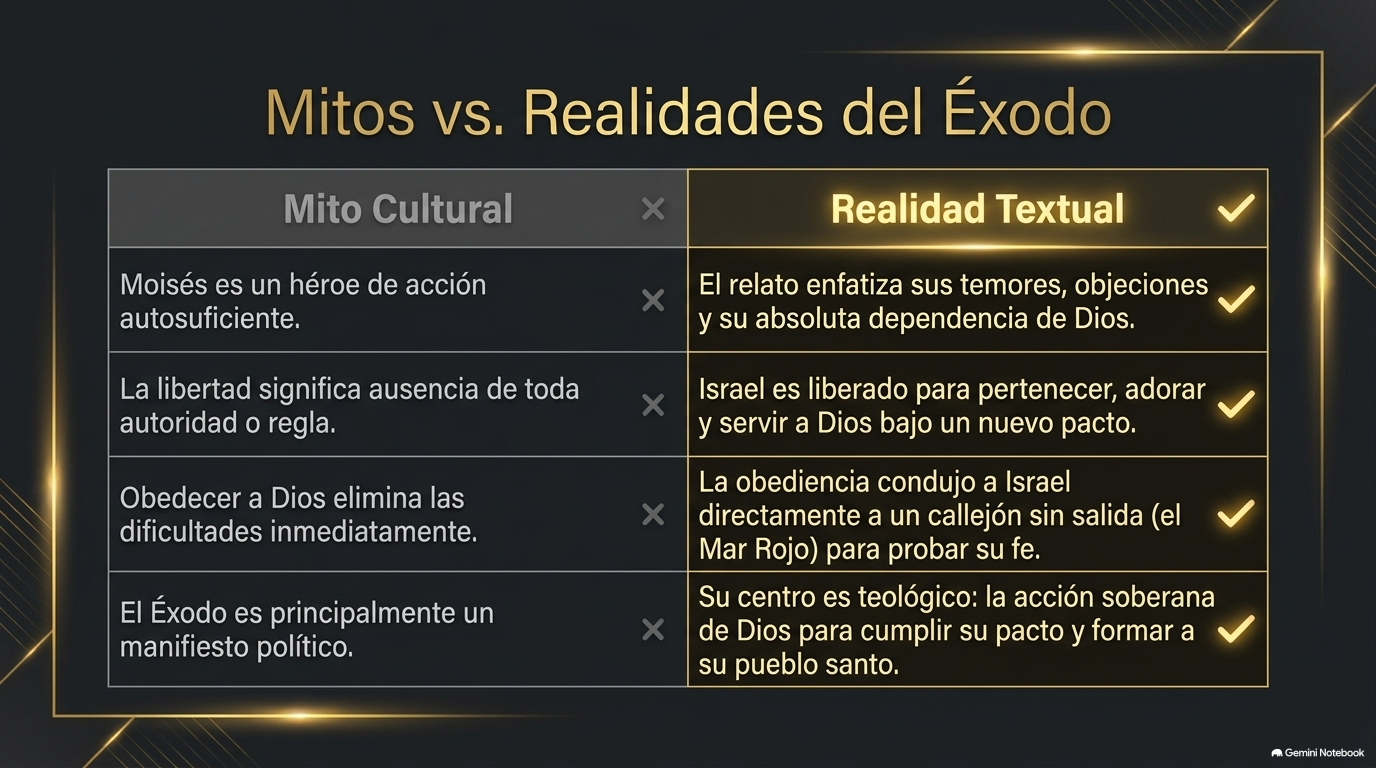 Mitos vs. Realidades del Éxodo
Mito Cultural
Realidad Textual
Moisés es un héroe de acción
autosuficiente.
El relato enfatiza sus temores, objeciones
y su absoluta dependencia de Dios.
La libertad significa ausencia de toda
autoridad o regla.
Israel es liberado para pertenecer, adorar
y servir a Dios bajo un nuevo pacto.
Obedecer a Dios elimina las
dificultades inmediatamente.
La obediencia condujo a Israel
directamente a un callejón sin salida (el
Mar Rojo) para probar su fe.
El Éxodo es principalmente un
manifiesto político.
Su centro es teológico: la acción soberana
de Dios para cumplir su pacto y formar a
su pueblo santo.
Gemini Notebook